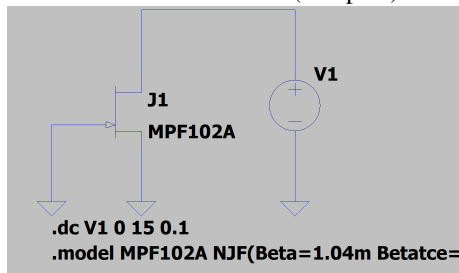 V1
J1
MPF102A
.dc V1 0 15 0.1
.model MPF102A NJF(Beta=1.04m Betatce=